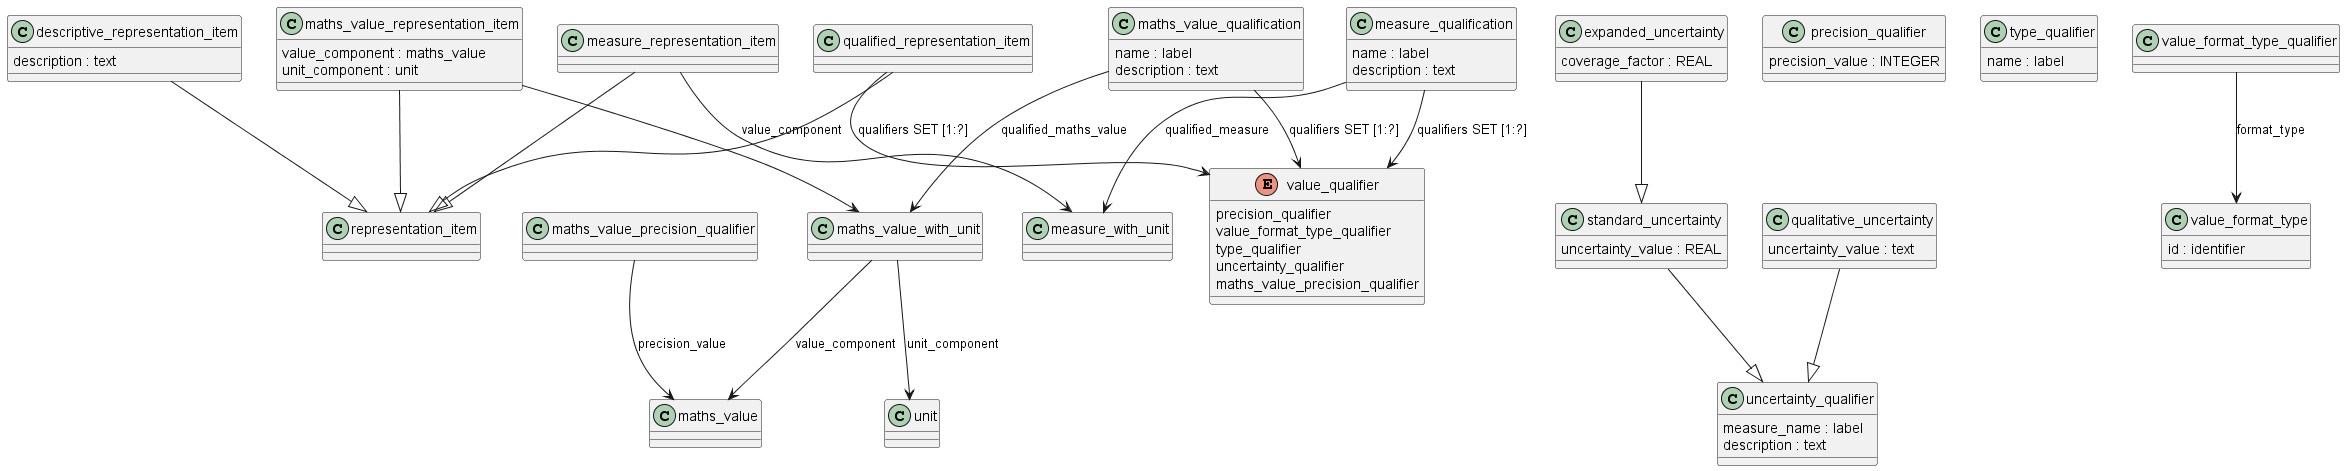 C descriptive_representation_item
description : text
C maths_value_representation_item
value_component : maths_value
unit_component : unit
C measure_representation_item
C qualified_representation_item
C maths_value_qualification
name : label
description : text
C measure_qualification
name : label
description : text
C expanded_uncertainty
coverage_factor : REAL
C precision_qualifier
precision_value : INTEGER
C type_qualifier
name : label
C value_format_type_qualifier
value_component
qualifiers SET [1:?]
qualified_maths_value
qualified_measure
qualifiers SET [1:?]
qualifiers SET [1:?]
format_type
C representation_item
C maths_value_precision_qualifier
C maths_value_with_unit
C measure_with_unit
E value_qualifier
precision_qualifier
value_format_type_qualifier
type_qualifier
uncertainty_qualifier
maths_value_precision_qualifier
C standard_uncertainty
uncertainty_value : REAL
C qualitative_uncertainty
uncertainty_value : text
C value_format_type
id : identifier
precision_value
value_component
unit_component
C maths_value
C unit
C uncertainty_qualifier
measure_name : label
description : text